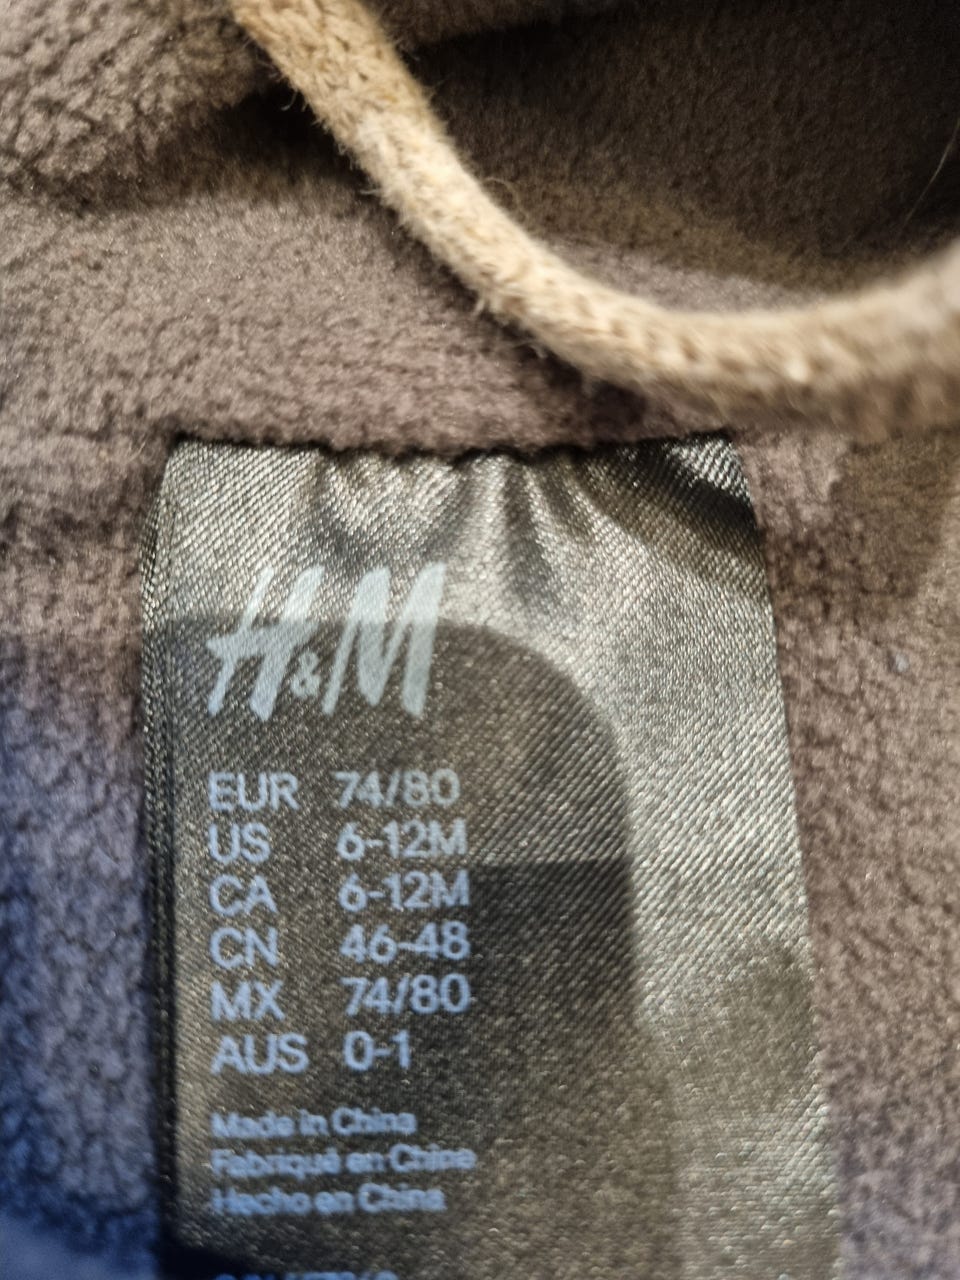 H&M
EUR 74/80
US 6-12M
CA 6-12M
CN 46-48
MX 74/80
AUS 0-1
Made in China
Fabriqué en Chine
Hecho en China